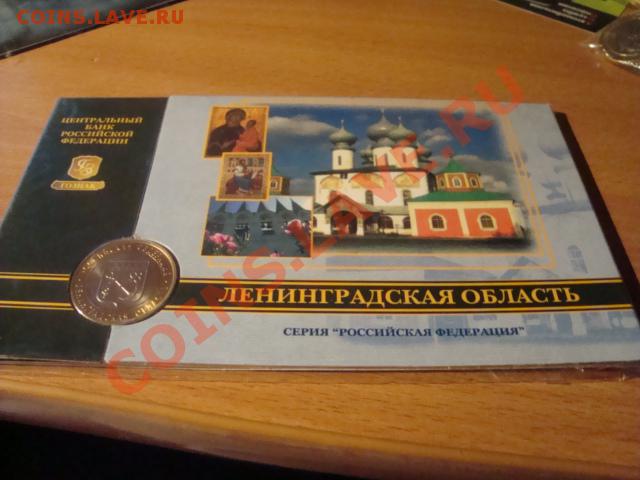 COINS.LAVE.RU
ЦЕНТРАЛЬНЫЙ
БАНК
РОССИЙСКОЙ
ФЕДЕРАЦИИ
ГОЗНАК
ЛЕНИНГРАДСКАЯ ОБЛАСТЬ
СЕРИЯ "РОССИЙСКАЯ ФЕДЕРАЦИЯ"
COINS.LAVE.RU